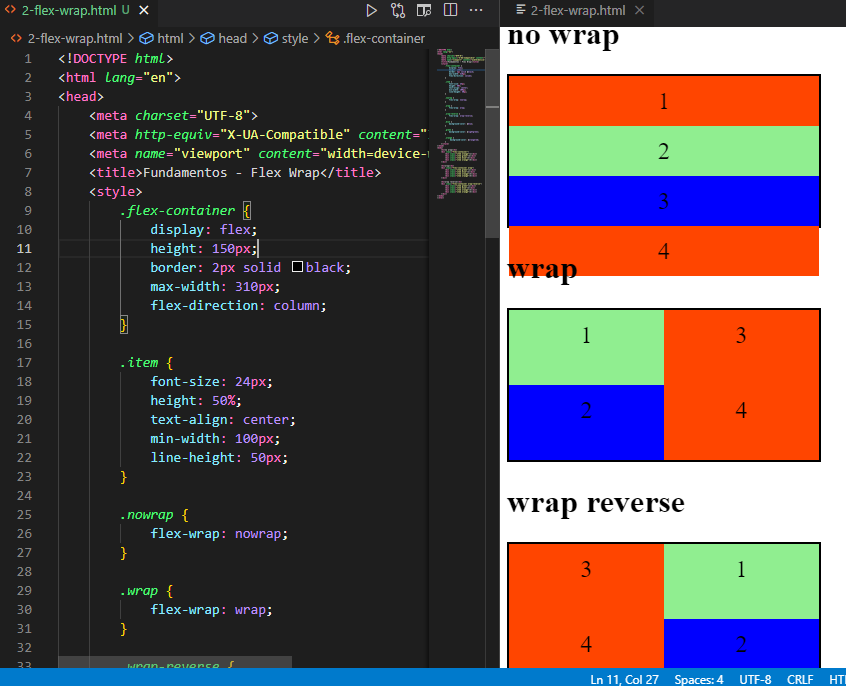 2-flex-wrap.html U
2-flex-wrap.html > html > head > style > .flex-container
1 <!DOCTYPE html>
2 <html lang="en">
3 <head>
4 <meta charset="UTF-8">
5 <meta http-equiv="X-UA-Compatible" content="
6 <meta name="viewport" content="width=device-
7 <title>Fundamentos - Flex Wrap</title>
8 <style>
9 .flex-container {
10 display: flex;
11 height: 150px;
12 border: 2px solid black;
13 max-width: 310px;
14 flex-direction: column;
15 }
16
17 .item {
18 font-size: 24px;
19 height: 50%;
20 text-align: center;
21 min-width: 100px;
22 line-height: 50px;
23 }
24
25 .nowrap {
26 flex-wrap: nowrap;
27 }
28
29 .wrap {
30 flex-wrap: wrap;
31 }
32
33 .wrap-reverse {
2-flex-wrap.html
no wrap
1
2
3
4
wrap
1 3
2 4
wrap reverse
3 1
4 2
Ln 11, Col 27 Spaces: 4 UTF-8 CRLF